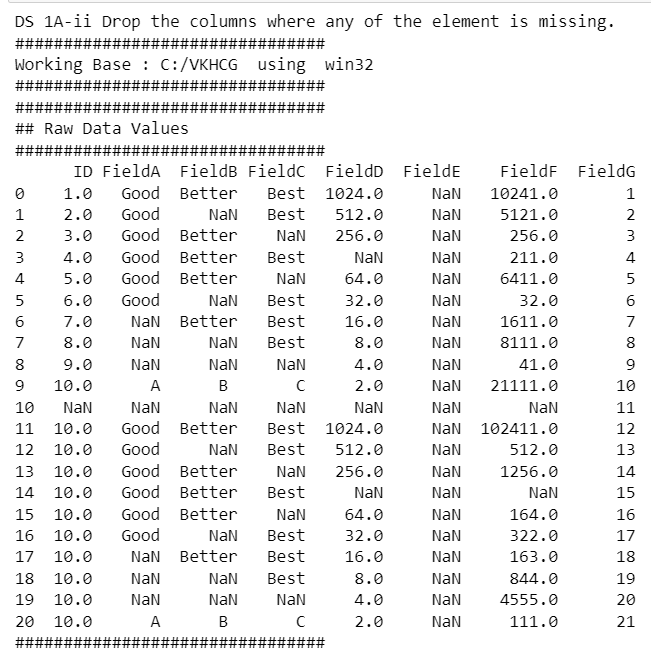 DS 1A-ii Drop the columns where any of the element is missing.
################################
Working Base : C:/VKHCG  using  win32
################################
################################
## Raw Data Values
################################
      ID FieldA  FieldB FieldC  FieldD  FieldE    FieldF  FieldG
0    1.0   Good  Better   Best  1024.0     NaN   10241.0       1
1    2.0   Good     NaN   Best   512.0     NaN    5121.0       2
2    3.0   Good  Better    NaN   256.0     NaN     256.0       3
3    4.0   Good  Better   Best     NaN     NaN     211.0       4
4    5.0   Good  Better    NaN    64.0     NaN    6411.0       5
5    6.0   Good     NaN   Best    32.0     NaN      32.0       6
6    7.0    NaN  Better   Best    16.0     NaN    1611.0       7
7    8.0    NaN     NaN   Best     8.0     NaN    8111.0       8
8    9.0    NaN     NaN    NaN     4.0     NaN      41.0       9
9   10.0      A       B      C     2.0     NaN   21111.0      10
10   NaN    NaN     NaN    NaN     NaN     NaN       NaN      11
11  10.0   Good  Better   Best  1024.0     NaN  102411.0      12
12  10.0   Good     NaN   Best   512.0     NaN     512.0      13
13  10.0   Good  Better    NaN   256.0     NaN    1256.0      14
14  10.0   Good  Better   Best     NaN     NaN       NaN      15
15  10.0   Good  Better    NaN    64.0     NaN     164.0      16
16  10.0   Good     NaN   Best    32.0     NaN     322.0      17
17  10.0    NaN  Better   Best    16.0     NaN     163.0      18
18  10.0    NaN     NaN   Best     8.0     NaN     844.0      19
19  10.0    NaN     NaN    NaN     4.0     NaN    4555.0      20
20  10.0      A       B      C     2.0     NaN     111.0      21
################################